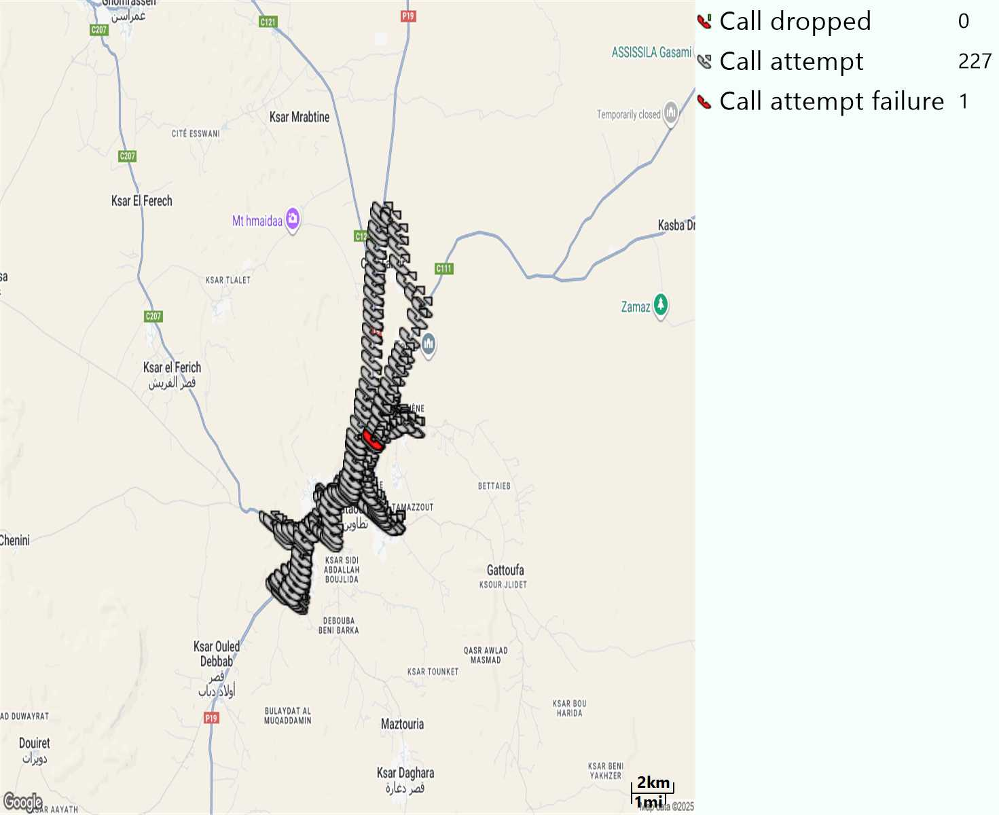 Ghomrassen
غمراسن
C207
C121
P19
ASSISSILA Gasami
Temporarily closed
Ksar Mrabtine
CITÉ ESSWANI
C207
Ksar El Ferech
Mt hmaidaa
Kasba
C111
KSAR TLALET
Zamaz
C207
Ksar el Ferich
قصر الفريش
BETTAIEB
TAMAZZOUT
تطاوين
Chenini
KSAR SIDI
ABDALLAH
BOUJLIDA
Gattoufa
KSOUR JLIDET
DEBOUBA
BENI BARKA
Ksar Ouled
Debbab
قصر
أولاد دباب
QASR AWLAD
MASMAD
KSAR TOUNKET
KSAR BOU
HARIDA
P19
BULAYDAT AL
MUQADDAMIN
DUWAYRAT
Maztouria
Douiret
دويرات
KSAR BENI
YAKHZER
Ksar Daghara
قصر دغارة
2km
1mi
Google
AAYATH
Map data ©2025
Call dropped 0
Call attempt 227
Call attempt failure 1